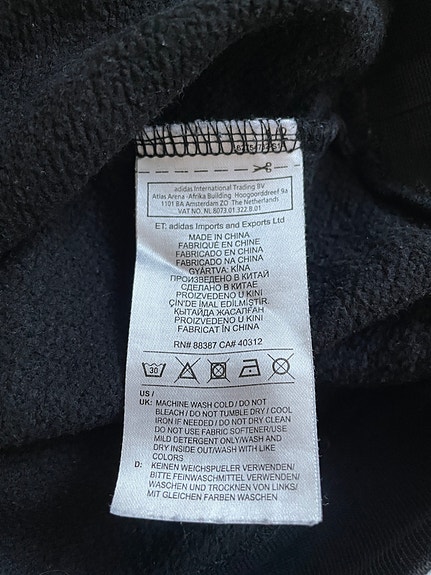 adidas International Trading BV
Atlas Arena -Afrika Building Hoogoorddreef 9a
1101 BA Amsterdam ZO The Netherlands
VAT NO. NL 8073.01.322.B.01
ET: adidas Imports and Exports Ltd
MADE IN CHINA
FABRIQUÉ EN CHINE
FABRICADO EN CHINA
FABRICADO NA CHINA
GYÁRTVA: KÍNA
ПРОИЗВЕДЕНО В КИТАЙ
СДЕЛАНО В КИТАЕ
PROIZVEDENO U KINI
ÇİN'DE İMAL EDİLMİŞTİR.
ҚЫТАЙДА ЖАСАЛҒАН
PROIZVEDENO U KINI
FABRICAT ÎN CHINA
RN# 88387 CA# 40312
30
US /
UK: MACHINE WASH COLD / DO NOT
BLEACH / DO NOT TUMBLE DRY / COOL
IRON IF NEEDED / DO NOT DRY CLEAN
DO NOT USE FABRIC SOFTENER/USE
MILD DETERGENT ONLY/WASH AND
DRY INSIDE OUT/WASH WITH LIKE
COLORS
D: KEINEN WEICHSPUELER VERWENDEN/
BITTE FEINWASCHMITTEL VERWENDEN/
WASCHEN UND TROCKNEN VON LINKS/
MIT GLEICHEN FARBEN WASCHEN